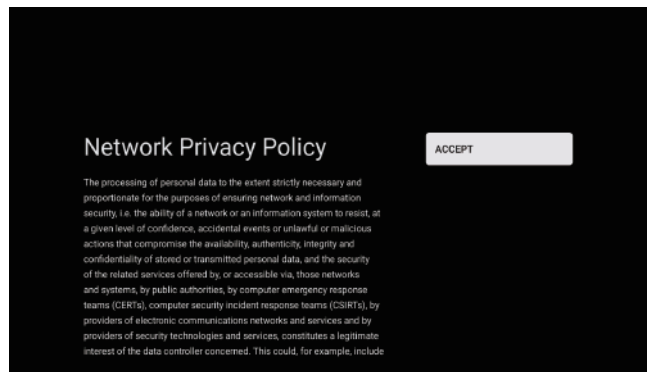 Network Privacy Policy
ACCEPT
The processing of personal data to the extent strictly necessary and
proportionate for the purposes of ensuring network and information
security, i.e. the ability of a network or an information system to resist, at
a given level of confidence, accidental events or unlawful or malicious
actions that compromise the availability, authenticity, integrity and
confidentiality of stored or transmitted personal data, and the security
of the related services offered by, or accessible via, those networks
and systems, by public authorities, by computer emergency response
teams (CERTs), computer security incident response teams (CSIRTs), by
providers of electronic communications networks and services and by
providers of security technologies and services, constitutes a legitimate
interest of the data controller concerned. This could, for example, include